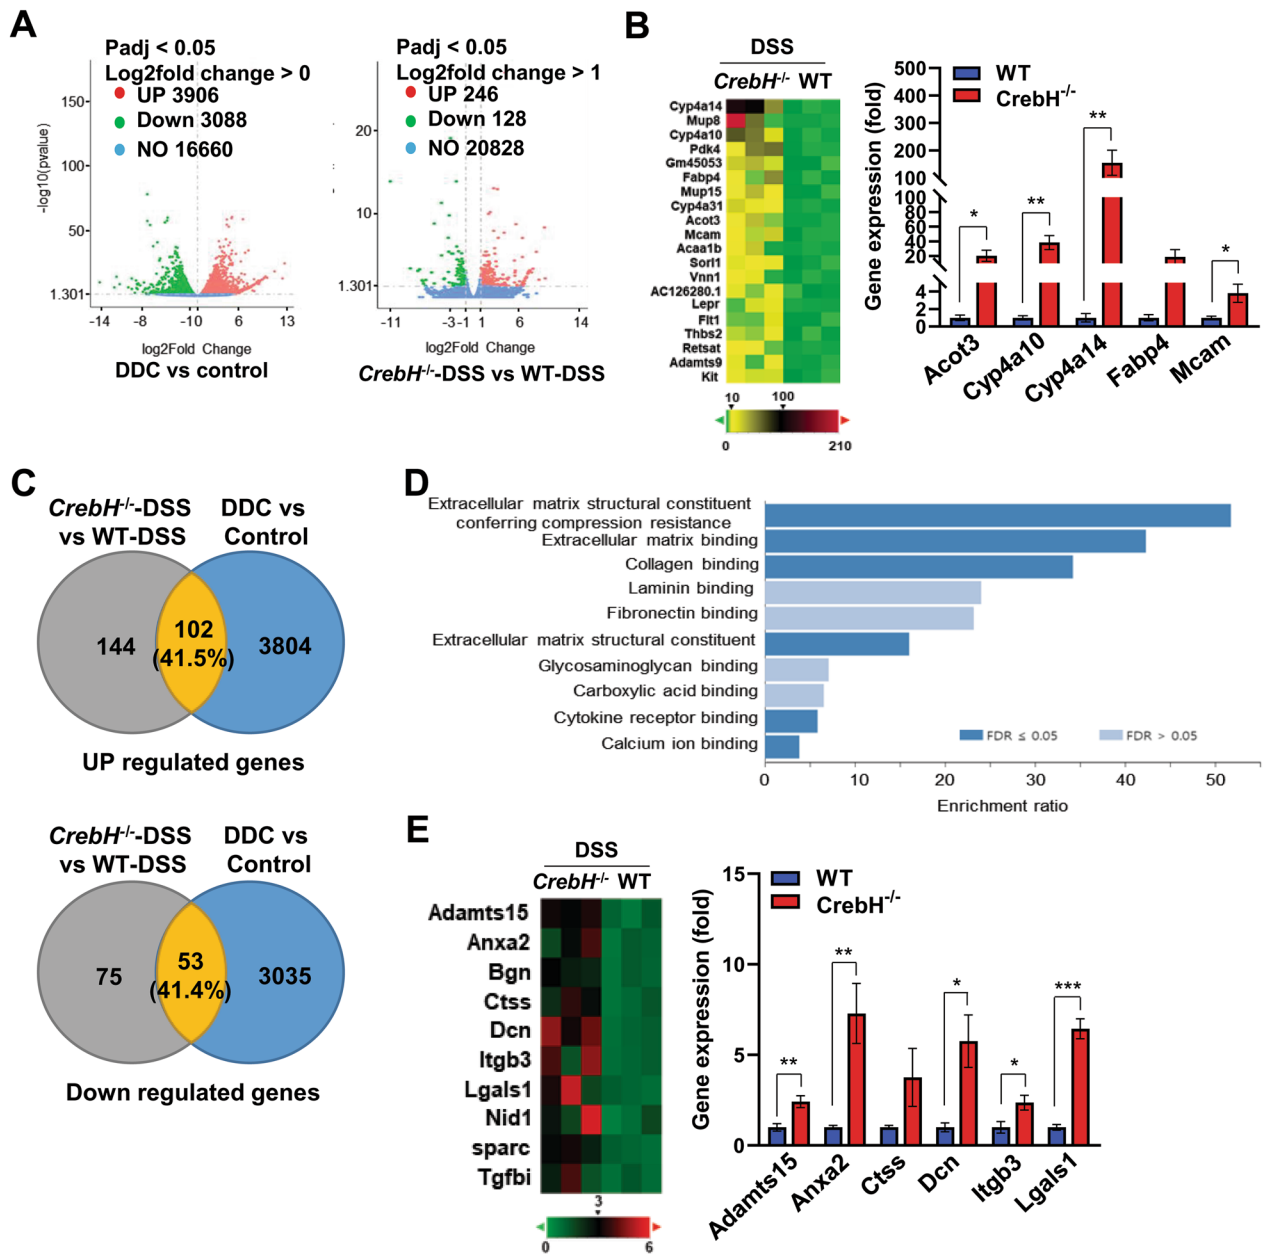 A
Padj < 0.05
Log2fold change > 0
UP 3906
Down 3088
NO 16660
-log10(pvalue)
150
100
50
1.301
-14 -8 -10 6 13
log2Fold Change
DDC vs control
Padj < 0.05
Log2fold change > 1
UP 246
Down 128
NO 20828
20
10
1.301
-11 -3 -1 1 6 14
log2Fold Change
CrebH-/--DSS vs WT-DSS
B
DSS
CrebH-/- WT
Cyp4a14
Mup8
Cyp4a10
Pdk4
Gm45053
Fabp4
Mup15
Cyp4a31
Acot3
Mcam
Acaa1b
Sorl1
Vnn1
AC126280.1
Lepr
Flt1
Thbs2
Retsat
Adamts9
Kit
10 100
0 210
Gene expression (fold)
500
400
300
200
100
100
80
60
40
20
4
2
0
WT
CrebH-/-
* ** ** *
Acot3 Cyp4a10 Cyp4a14 Fabp4 Mcam
C
CrebH-/--DSS
vs WT-DSS
DDC vs
Control
144
102
(41.5%)
3804
UP regulated genes
CrebH-/--DSS
vs WT-DSS
DDC vs
Control
75
53
(41.4%)
3035
Down regulated genes
D
Extracellular matrix structural constituent
conferring compression resistance
Extracellular matrix binding
Collagen binding
Laminin binding
Fibronectin binding
Extracellular matrix structural constituent
Glycosaminoglycan binding
Carboxylic acid binding
Cytokine receptor binding
Calcium ion binding
FDR ≤ 0.05 FDR > 0.05
0 10 20 30 40 50
Enrichment ratio
E
DSS
CrebH-/- WT
Adamts15
Anxa2
Bgn
Ctss
Dcn
Itgb3
Lgals1
Nid1
sparc
Tgfbi
3
0 6
Gene expression (fold)
15
10
5
0
WT
CrebH-/-
** ** * * ***
Adamts15 Anxa2 Ctss Dcn Itgb3 Lgals1